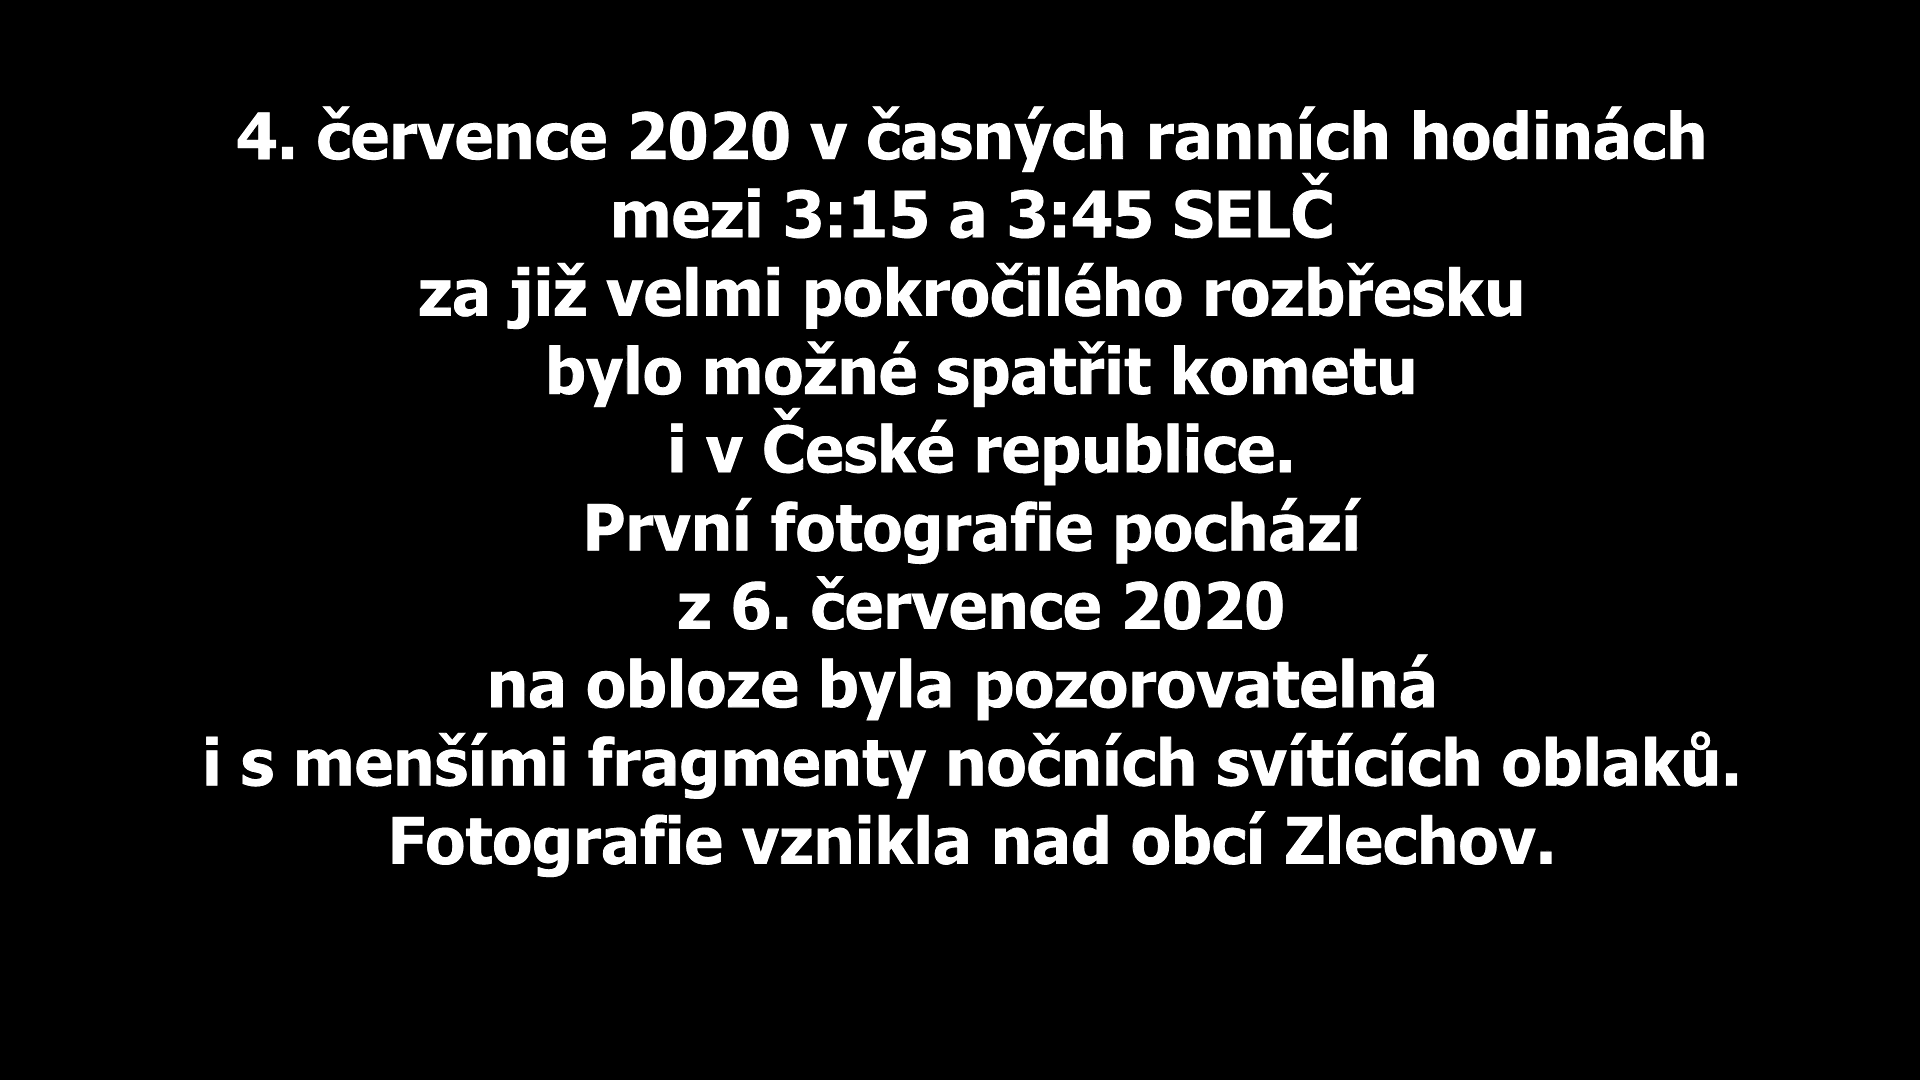 4. července 2020 v časných ranních hodinách
mezi 3:15 a 3:45 SELČ
za již velmi pokročilého rozbřesku
bylo možné spatřit kometu
i v České republice.
První fotografie pochází
z 6. července 2020
na obloze byla pozorovatelná
i s menšími fragmenty nočních svítících oblaků.
Fotografie vznikla nad obcí Zlechov.